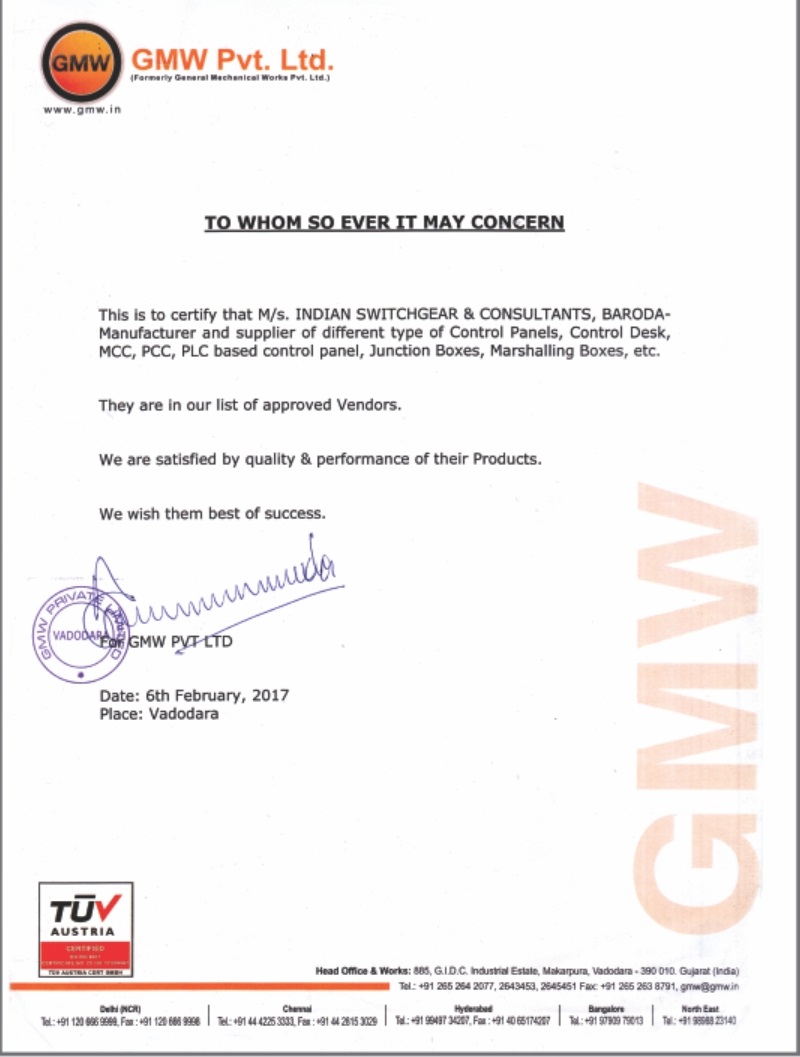 GMW
GMW Pvt. Ltd.
(Formerly General Mechanical Works Pvt. Ltd.)
www.gmw.in
TO WHOM SO EVER IT MAY CONCERN
This is to certify that M/s. INDIAN SWITCHGEAR & CONSULTANTS, BARODA-
Manufacturer and supplier of different type of Control Panels, Control Desk,
MCC, PCC, PLC based control panel, Junction Boxes, Marshalling Boxes, etc.
They are in our list of approved Vendors.
We are satisfied by quality & performance of their Products.
We wish them best of success.
GMW PRIVATE LIMITED
VADODARA
For GMW PVT LTD
Date: 6th February, 2017
Place: Vadodara
GMW
TÜV
AUSTRIA
CERTIFIED
TÜV AUSTRIA CERT GMBH
Head Office & Works: 885, G.I.D.C. Industrial Estate, Makarpura, Vadodara - 390 010. Gujarat (India)
Tel.: +91 265 264 2077, 2643453, 2645451 Fax: +91 265 263 8791, gmw@gmw.in
Delhi (NCR)
Tel.: +91 120 666 9999, Fax : +91 120 666 9998
Chennai
Tel.: +91 44 4225 3333, Fax : +91 44 2815 3029
Hyderabad
Tel.: +91 99497 34207, Fax : +91 40 65174207
Bangalore
Tel.: +91 97909 79013
North East
Tel: +91 98588 23140